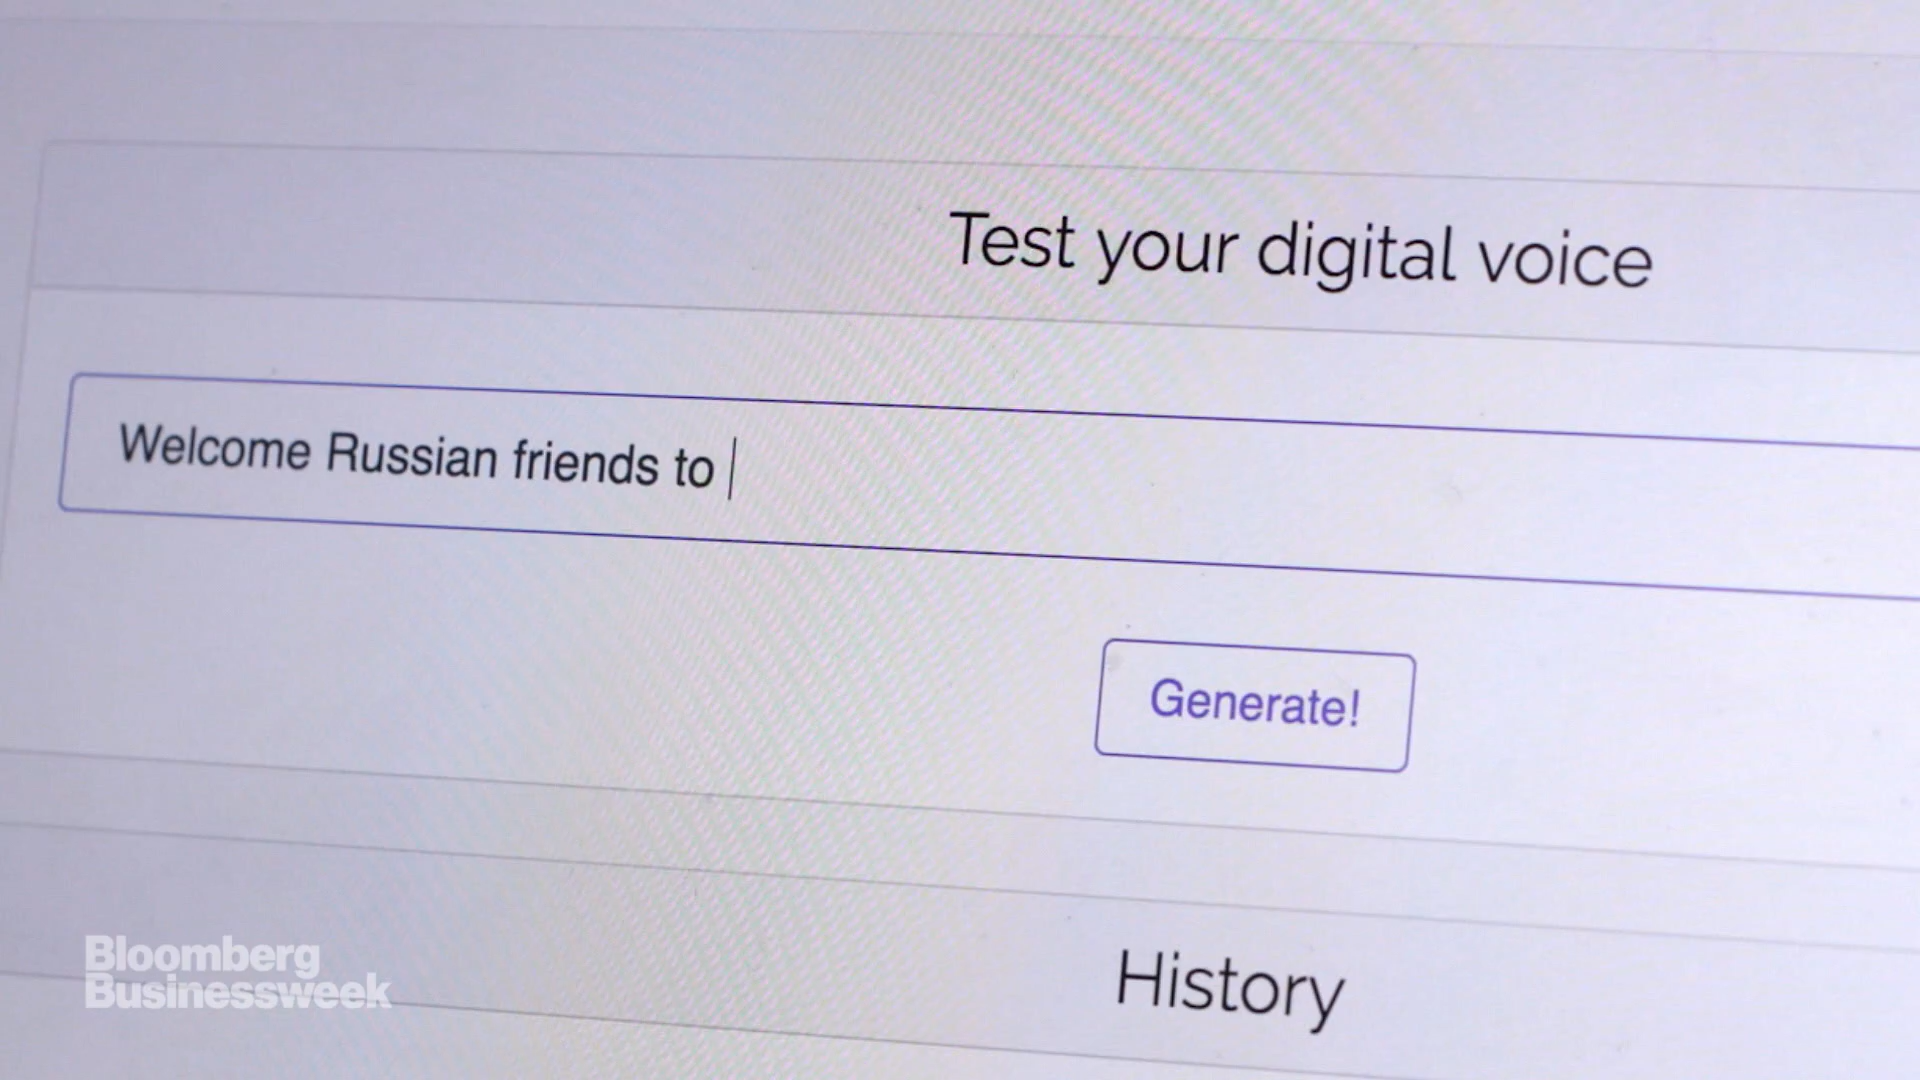 Test your digital voice
Welcome Russian friends to
Generate!
History
Bloomberg
Businessweek